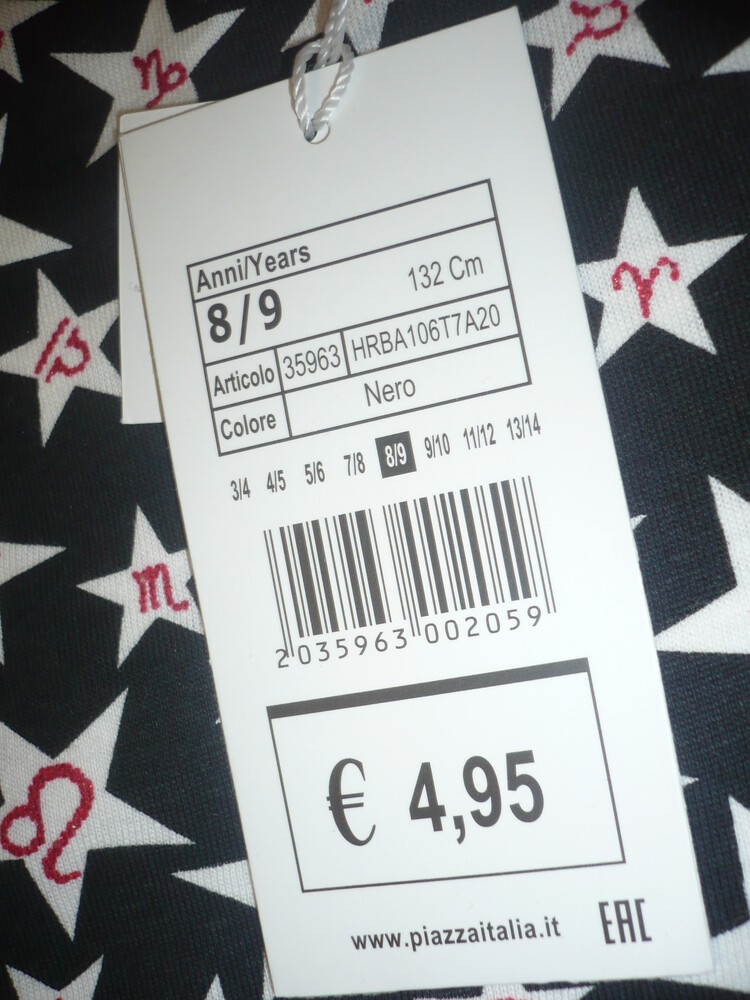 Anni/Years
8/9 132 Cm
Articolo 35963 HRBA106T7A20
Colore Nero
3/4 4/5 5/6 7/8 8/9 9/10 11/12 13/14
2 035963 002059
€ 4,95
www.piazzaitalia.it EAC